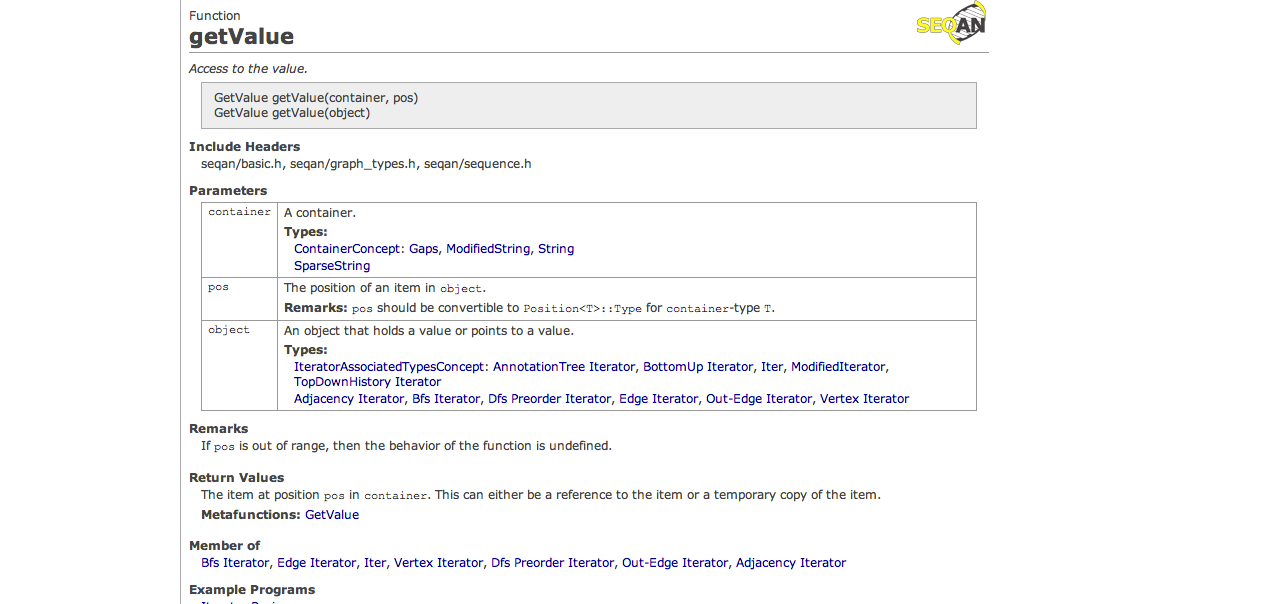 Function
getValue
SEQAN
Access to the value.
GetValue getValue(container, pos)
GetValue getValue(object)
Include Headers
seqan/basic.h, seqan/graph_types.h, seqan/sequence.h
Parameters
container
A container.
Types:
ContainerConcept: Gaps, ModifiedString, String
SparseString
pos
The position of an item in object.
Remarks: pos should be convertible to Position<T>::Type for container-type T.
object
An object that holds a value or points to a value.
Types:
IteratorAssociatedTypesConcept: AnnotationTree Iterator, BottomUp Iterator, Iter, ModifiedIterator,
TopDownHistory Iterator
Adjacency Iterator, Bfs Iterator, Dfs Preorder Iterator, Edge Iterator, Out-Edge Iterator, Vertex Iterator
Remarks
If pos is out of range, then the behavior of the function is undefined.
Return Values
The item at position pos in container. This can either be a reference to the item or a temporary copy of the item.
Metafunctions: GetValue
Member of
Bfs Iterator, Edge Iterator, Iter, Vertex Iterator, Dfs Preorder Iterator, Out-Edge Iterator, Adjacency Iterator
Example Programs